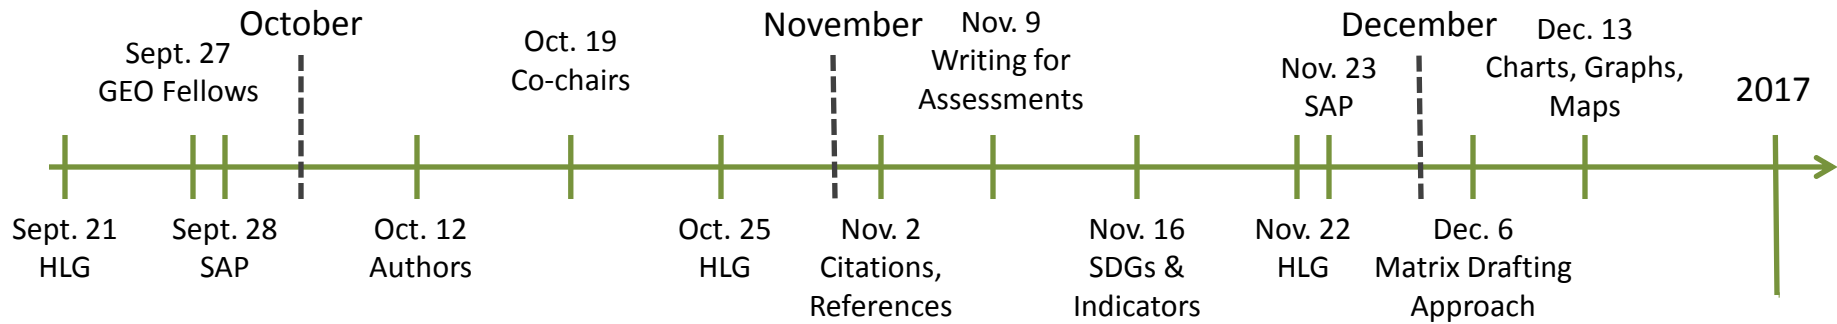 October
November
December
2017
Sept. 27
GEO Fellows
Oct. 19
Co-chairs
Nov. 9
Writing for
Assessments
Nov. 23
SAP
Dec. 13
Charts, Graphs,
Maps
Sept. 21
HLG
Sept. 28
SAP
Oct. 12
Authors
Oct. 25
HLG
Nov. 2
Citations,
References
Nov. 16
SDGs &
Indicators
Nov. 22
HLG
Dec. 6
Matrix Drafting
Approach